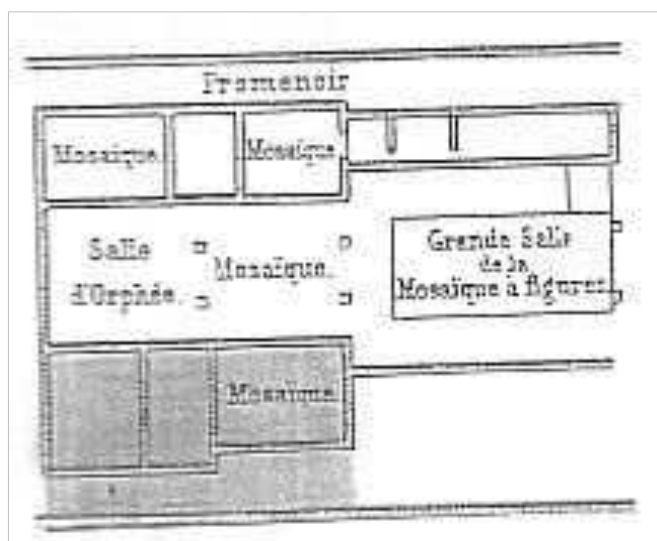 Promenoir
Mosaïque
Mosaïque
Salle
d'Orphée.
Mosaïque.
Grande Salle
de la
Mosaïque à figures
Mosaïque